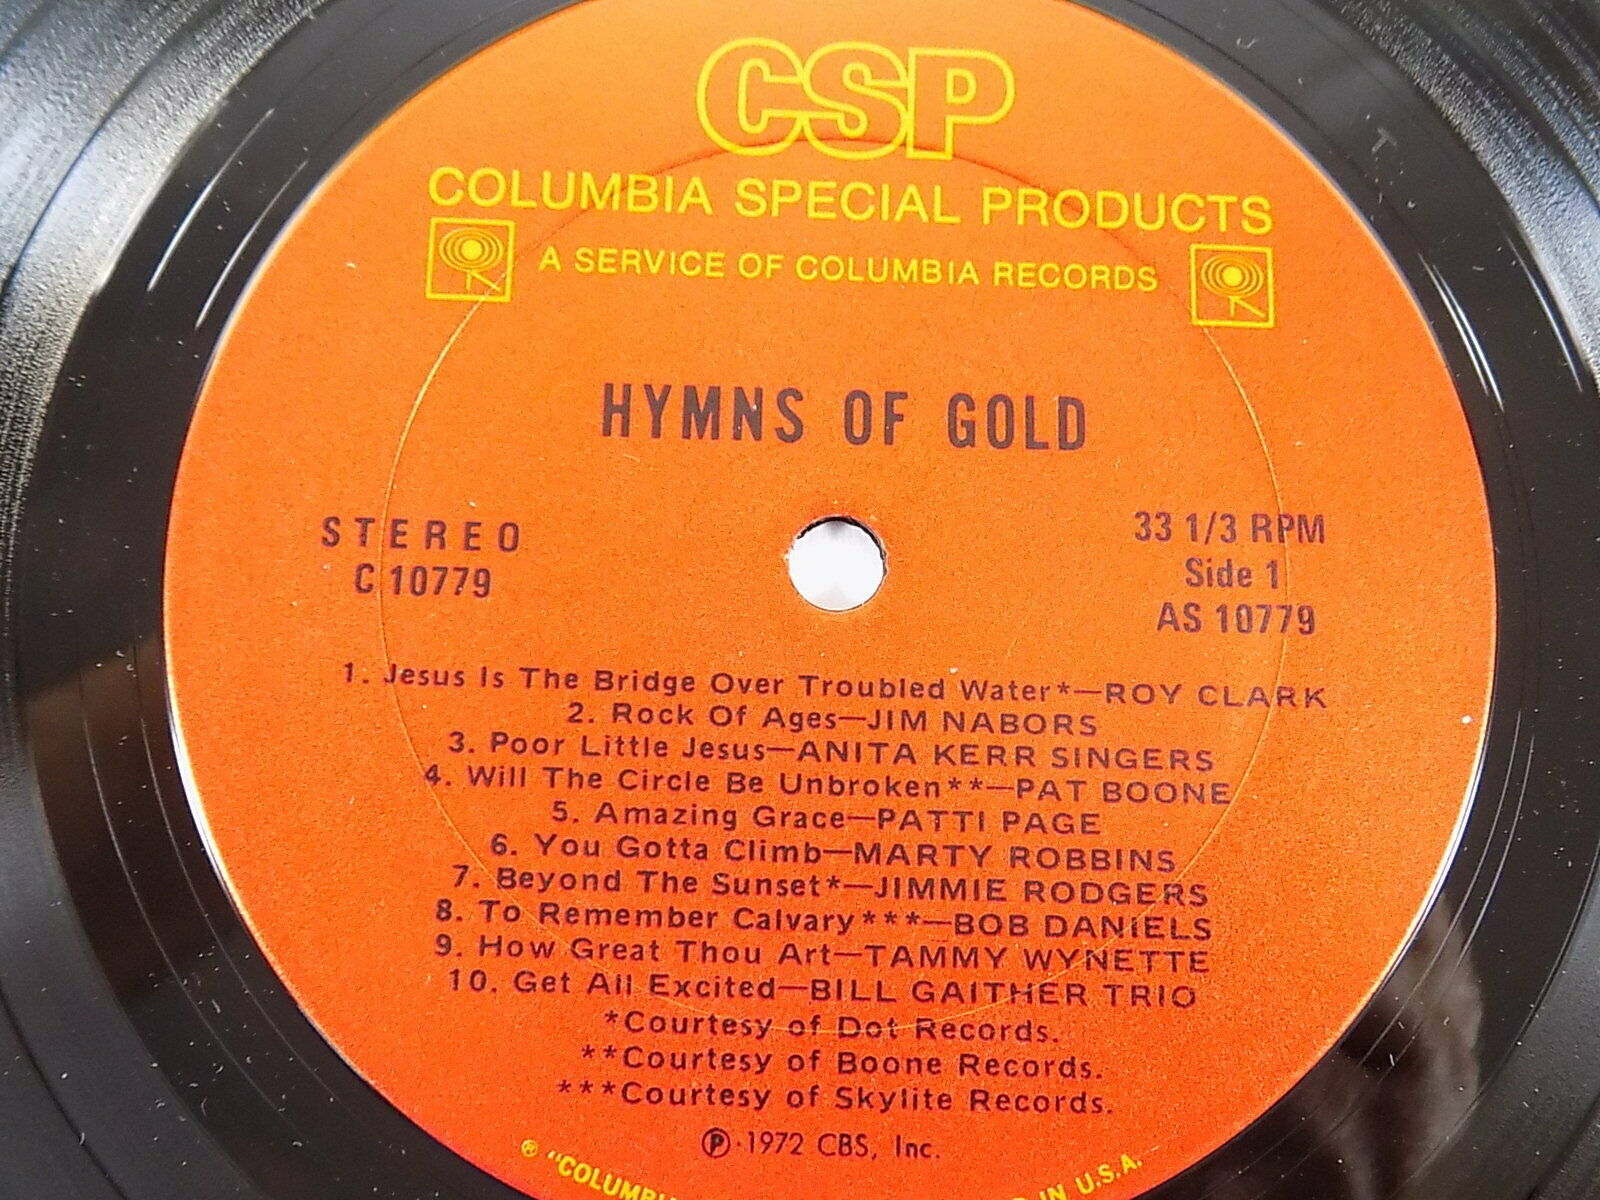 CSP
COLUMBIA SPECIAL PRODUCTS
A SERVICE OF COLUMBIA RECORDS
HYMNS OF GOLD
STEREO
C 10779
33 1/3 RPM
Side 1
AS 10779
1. Jesus Is The Bridge Over Troubled Water*—ROY CLARK
2. Rock Of Ages—JIM NABORS
3. Poor Little Jesus—ANITA KERR SINGERS
4. Will The Circle Be Unbroken**—PAT BOONE
5. Amazing Grace—PATTI PAGE
6. You Gotta Climb—MARTY ROBBINS
7. Beyond The Sunset*—JIMMIE RODGERS
8. To Remember Calvary***—BOB DANIELS
9. How Great Thou Art—TAMMY WYNETTE
10. Get All Excited—BILL GAITHER TRIO
*Courtesy of Dot Records.
**Courtesy of Boone Records.
***Courtesy of Skylite Records.
℗ · 1972 CBS, Inc.
® "COLUMBI IN U.S.A.